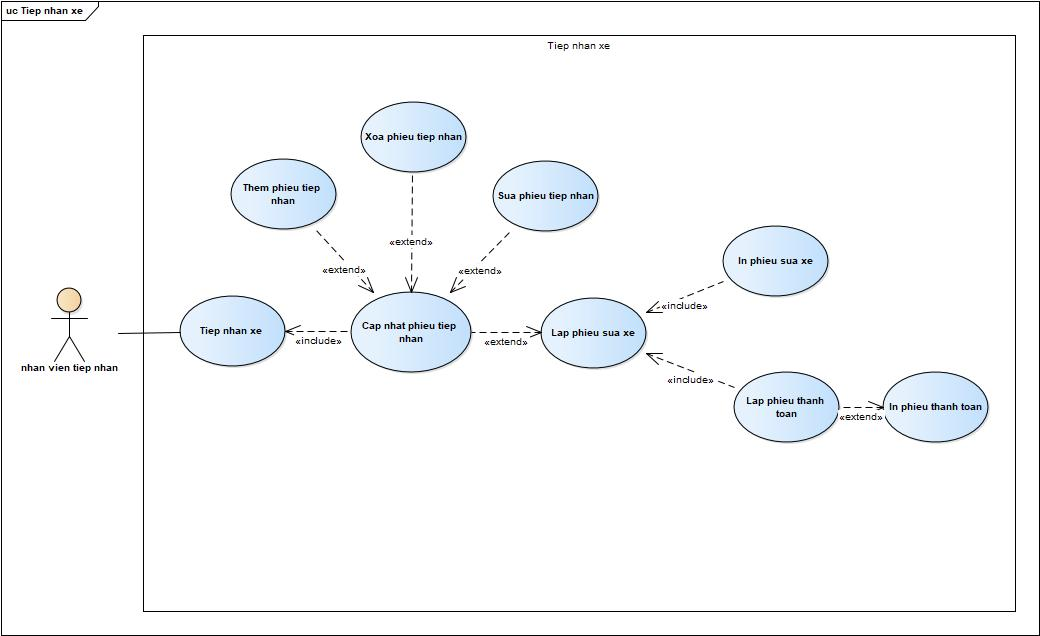 uc Tiep nhan xe
Tiep nhan xe
Xoa phieu tiep nhan
Them phieu tiep
nhan
Sua phieu tiep nhan
«extend»
«extend»
«extend»
In phieu sua xe
«include»
Tiep nhan xe
«include»
Cap nhat phieu tiep
nhan
«extend»
Lap phieu sua xe
nhan vien tiep nhan
«include»
Lap phieu thanh
toan
«extend»
In phieu thanh toan